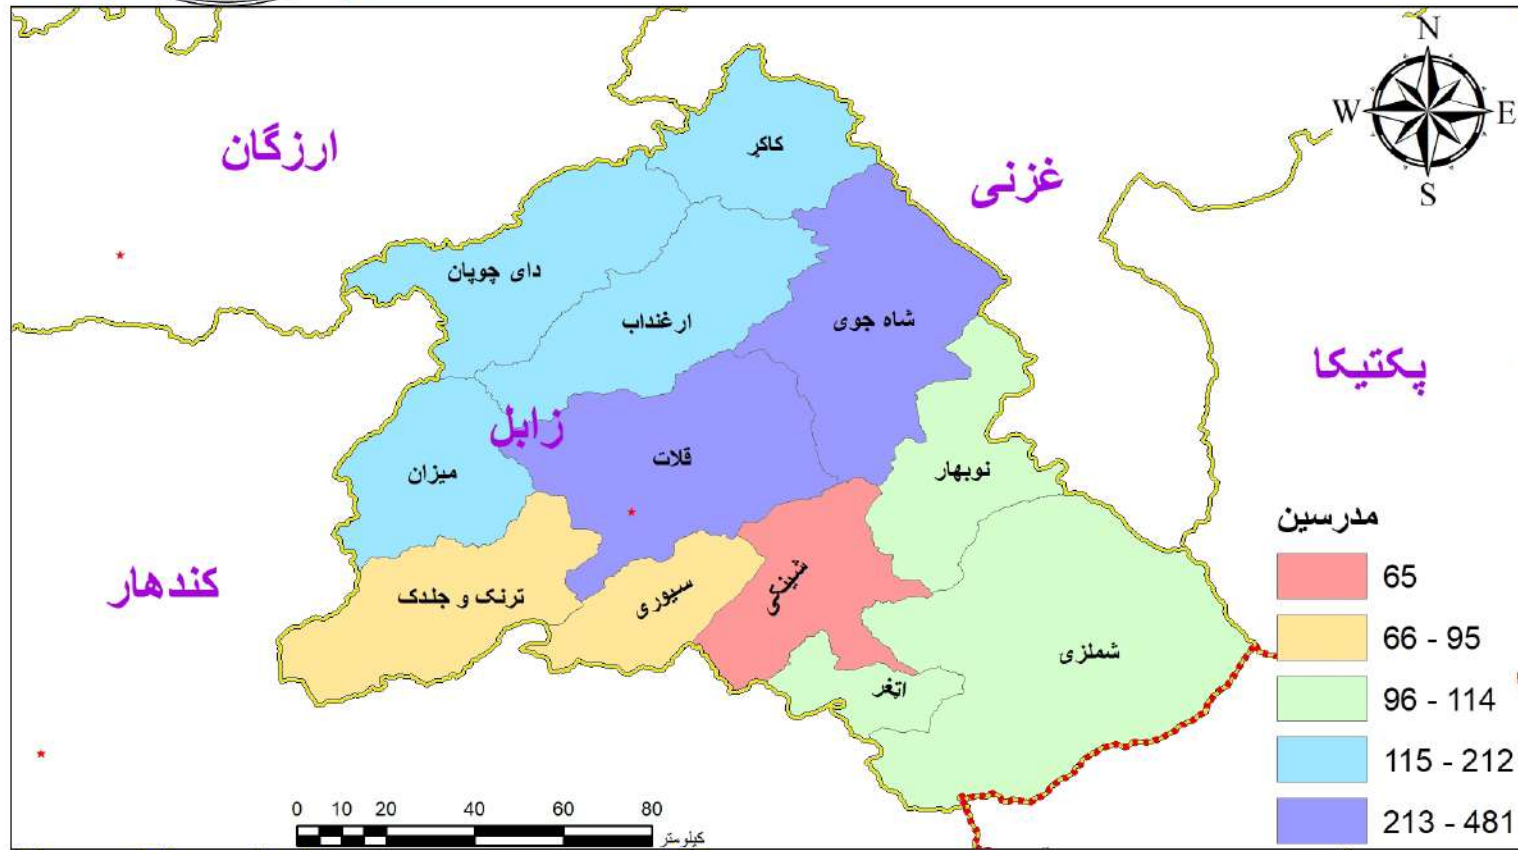 N
W
E
S
ارزگان
غزنی
کاکړ
دای چوپان
ارغنداب
شاه جوی
پکتیکا
زابل
میزان
قلات
نوبهار
کندهار
ترنک و جلدک
سیوری
شینکی
شملزی
اتغر
مدرسین
65
66 - 95
96 - 114
115 - 212
213 - 481
0 10 20 40 60 80
کیلومتر